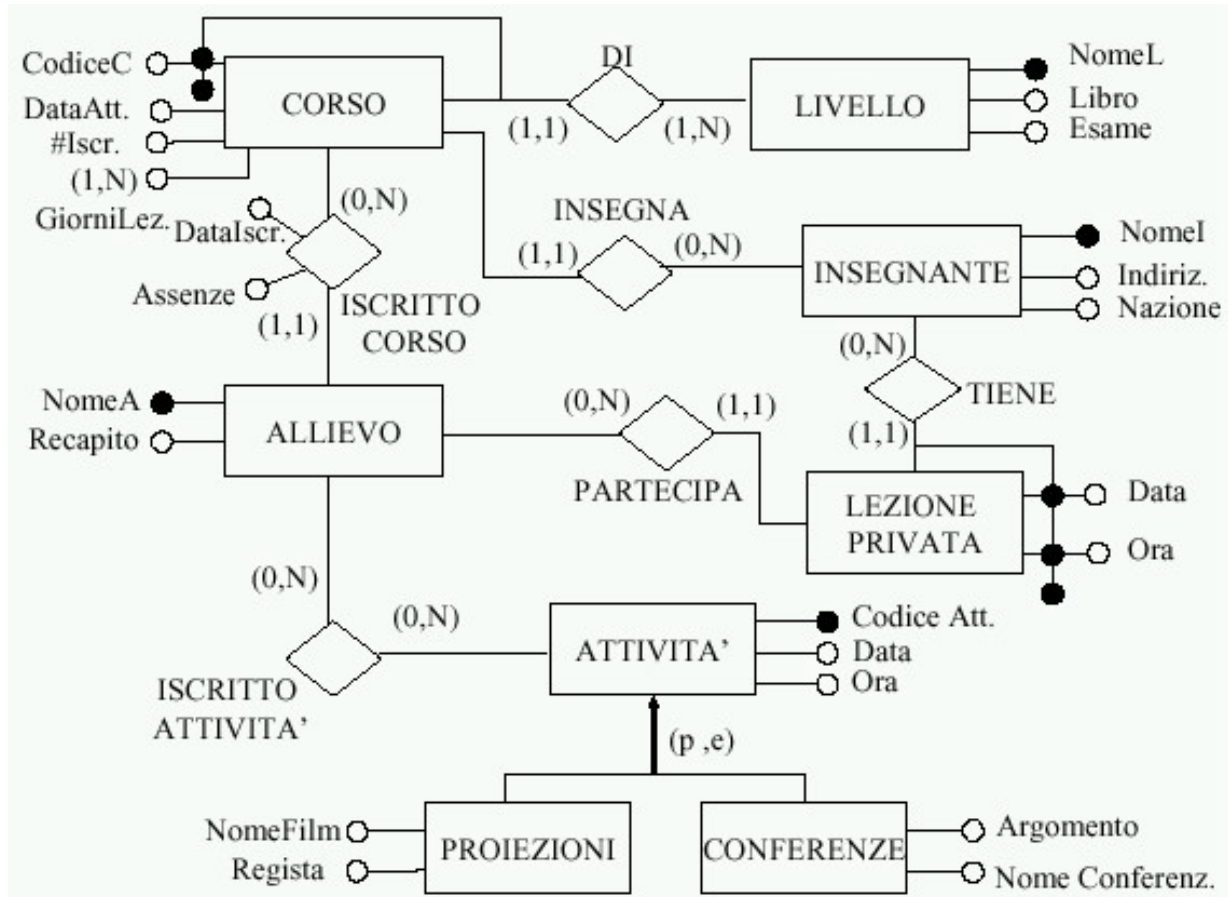 CodiceC
DataAtt.
#Iscr.
(1,N)
GiorniLez.
CORSO
DI
(1,1)
(1,N)
LIVELLO
NomeL
Libro
Esame
(0,N)
DataIscr.
Assenze
(1,1)
ISCRITTO
CORSO
INSEGNA
(1,1)
(0,N)
INSEGNANTE
NomeI
Indiriz.
Nazione
(0,N)
TIENE
(1,1)
NomeA
Recapito
ALLIEVO
(0,N)
(1,1)
PARTECIPA
LEZIONE
PRIVATA
Data
Ora
(0,N)
(0,N)
ISCRITTO
ATTIVITA’
ATTIVITA’
Codice Att.
Data
Ora
(p ,e)
NomeFilm
Regista
PROIEZIONI
CONFERENZE
Argomento
Nome Conferenz.